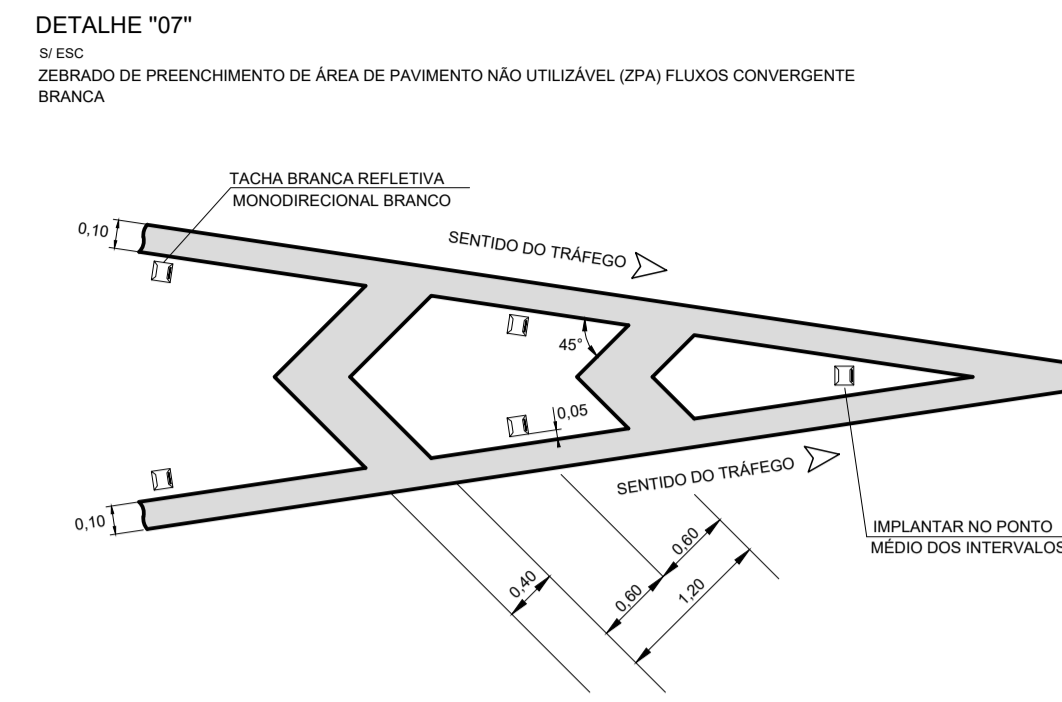 DETALHE "07"
S/ ESC
ZEBRADO DE PREENCHIMENTO DE ÁREA DE PAVIMENTO NÃO UTILIZÁVEL (ZPA) FLUXOS CONVERGENTE
BRANCA
TACHA BRANCA REFLETIVA
MONODIRECIONAL BRANCO
0,10
SENTIDO DO TRÁFEGO
45°
0,05
SENTIDO DO TRÁFEGO
0,10
IMPLANTAR NO PONTO
MÉDIO DOS INTERVALOS
0,60
0,40
0,60
1,20